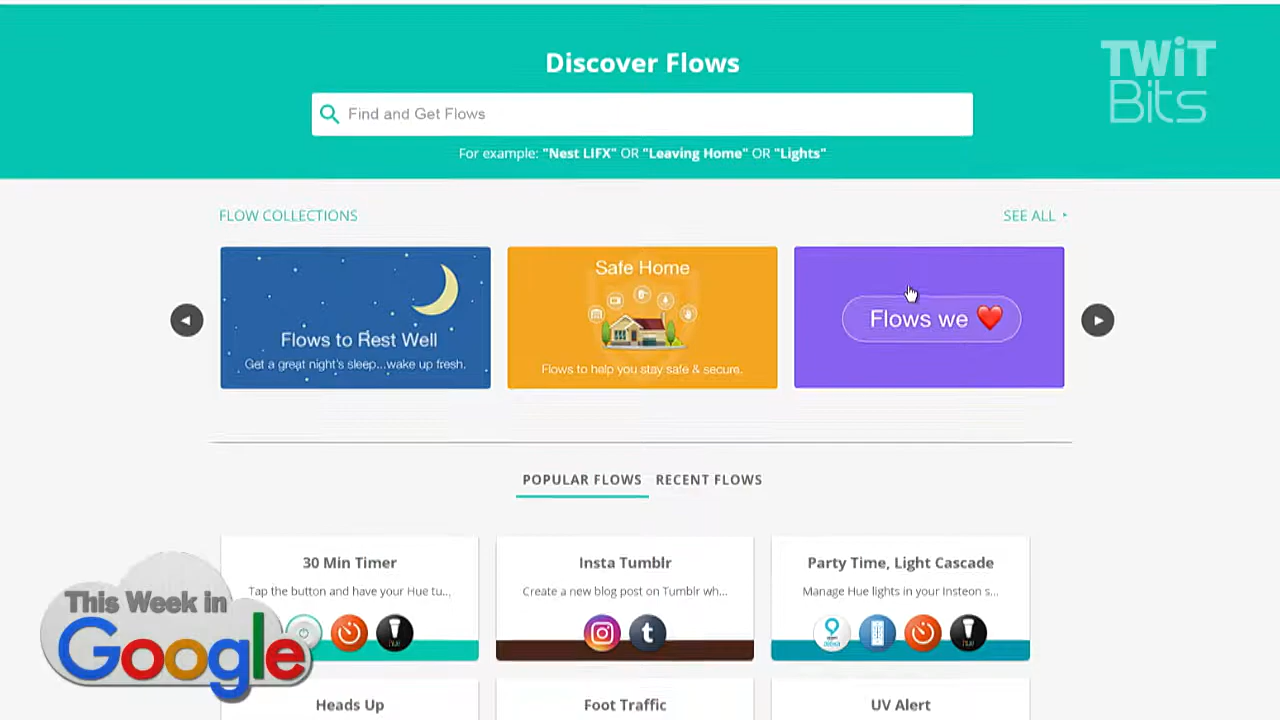 Discover Flows
TWiT
Bits
Find and Get Flows
For example: "Nest LIFX" OR "Leaving Home" OR "Lights"
FLOW COLLECTIONS
SEE ALL
Flows to Rest Well
Get a great night's sleep...wake up fresh.
Safe Home
Flows to help you stay safe & secure.
Flows we ❤️
POPULAR FLOWS
RECENT FLOWS
30 Min Timer
Tap the button and have your Hue tu...
hue
Insta Tumblr
Create a new blog post on Tumblr wh...
t
Party Time, Light Cascade
Manage Hue lights in your Insteon s...
hue
This Week in
Google
Heads Up
Foot Traffic
UV Alert